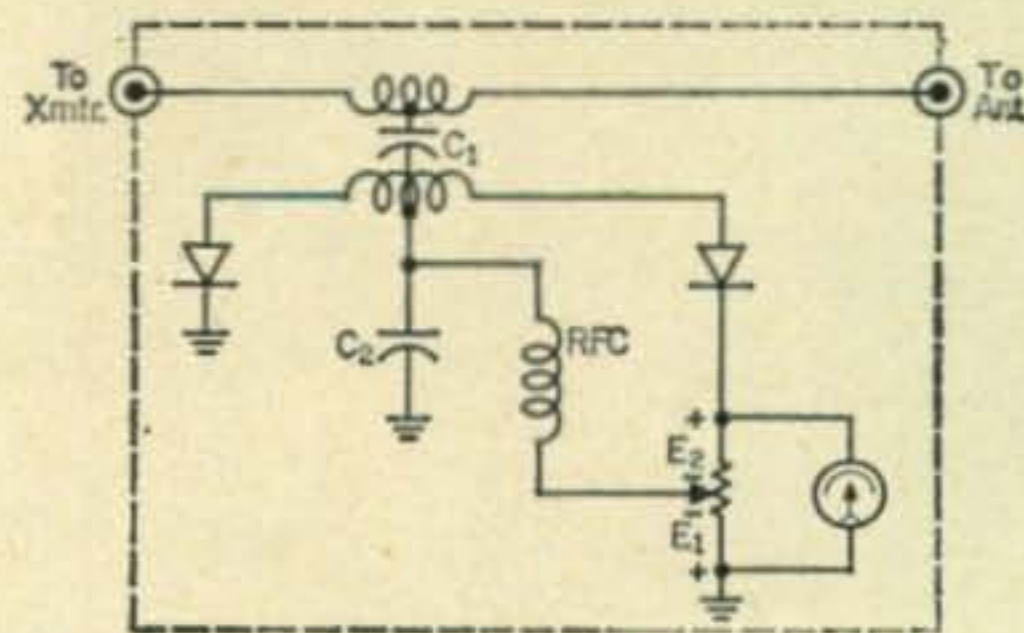 To
Xmtr.
To
Ant
C1
C2
RFC
+
E2
E1
+